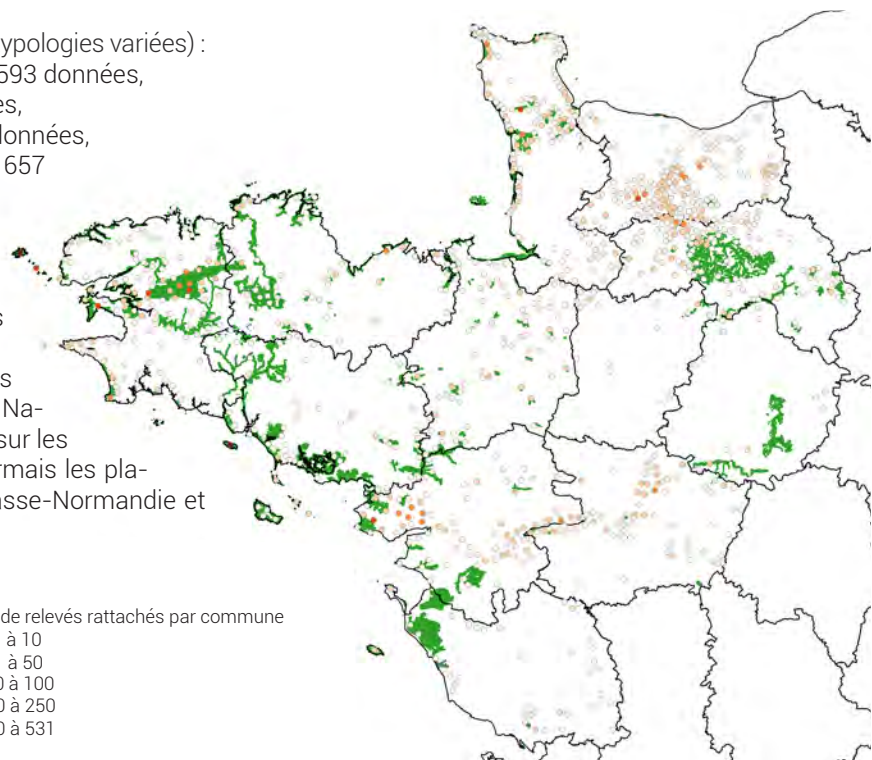 ypologies variées) :
593 données,
es,
données,
657
s
s
Na-
sur les
rmais les pla-
asse-Normandie et
de relevés rattachés par commune
à 10
à 50
0 à 100
0 à 250
0 à 531